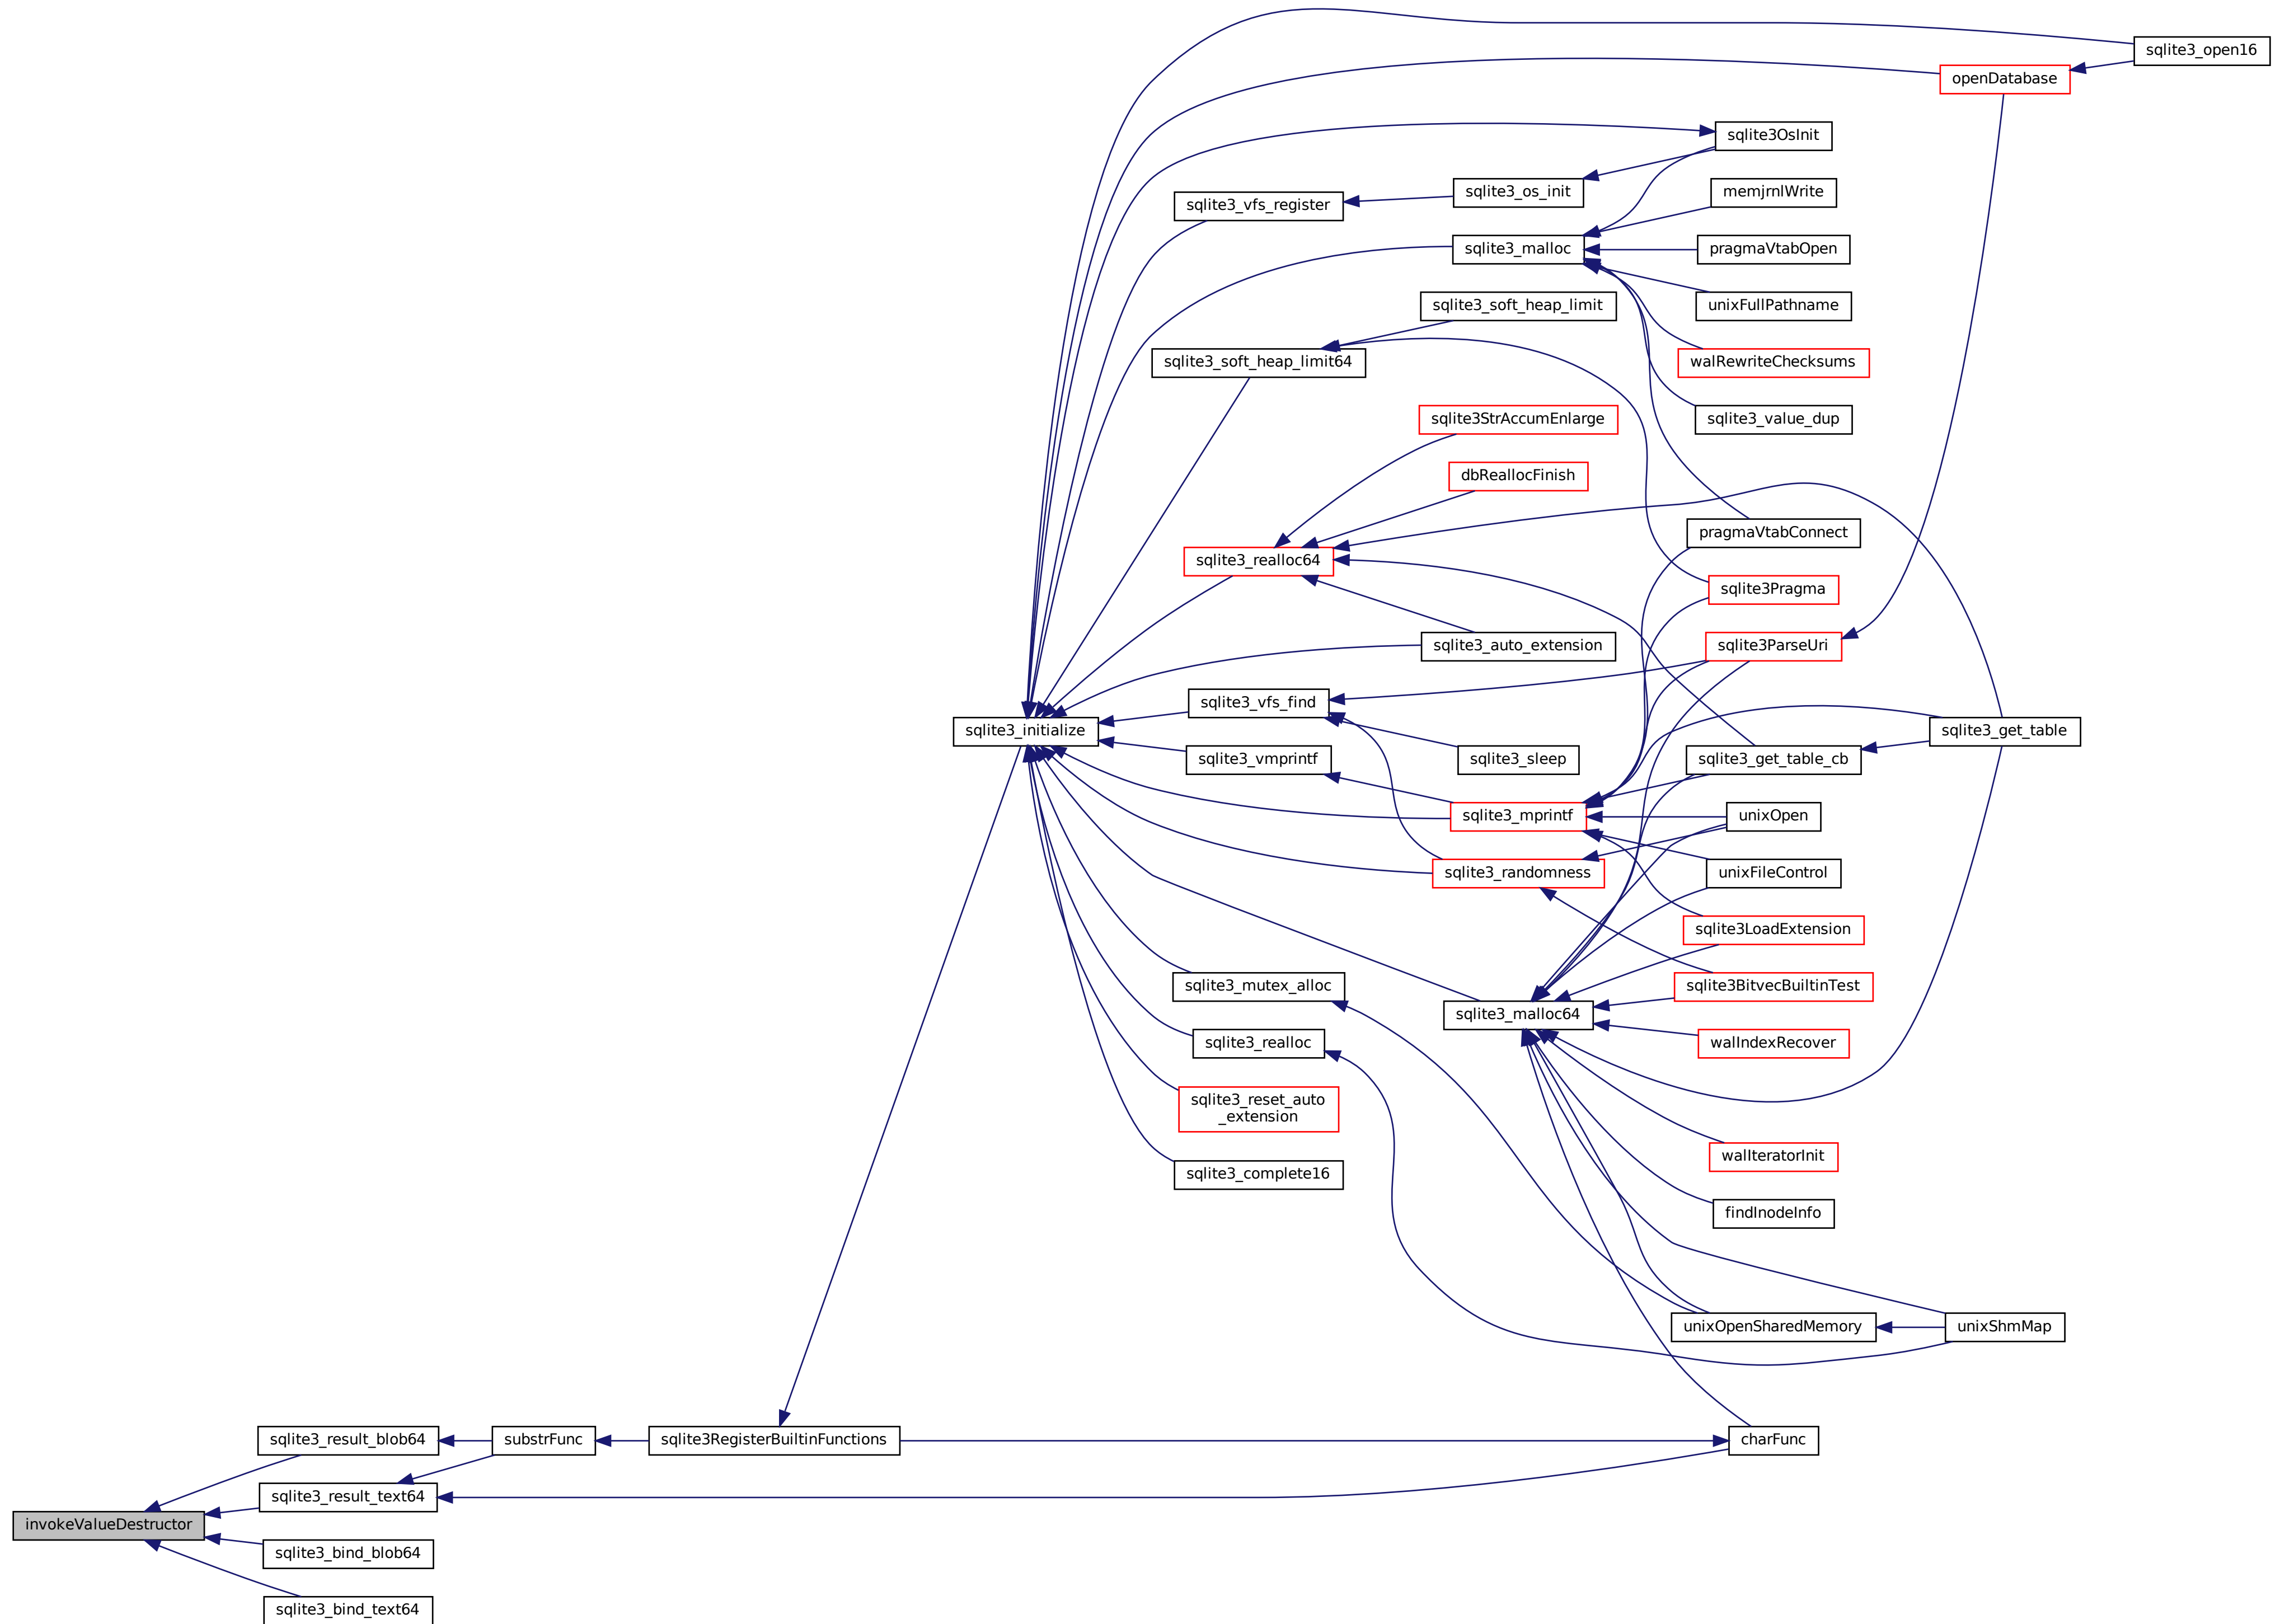 sqlite3_open16
openDatabase
sqlite3OsInit
sqlite3_os_init
memjrnlWrite
sqlite3_vfs_register
sqlite3_malloc
pragmaVtabOpen
sqlite3_soft_heap_limit
unixFullPathname
sqlite3_soft_heap_limit64
walRewriteChecksums
sqlite3StrAccumEnlarge
sqlite3_value_dup
dbReallocFinish
pragmaVtabConnect
sqlite3_realloc64
sqlite3Pragma
sqlite3_auto_extension
sqlite3ParseUri
sqlite3_vfs_find
sqlite3_initialize
sqlite3_get_table
sqlite3_vmprintf
sqlite3_sleep
sqlite3_get_table_cb
sqlite3_mprintf
unixOpen
sqlite3_randomness
unixFileControl
sqlite3LoadExtension
sqlite3_mutex_alloc
sqlite3BitvecBuiltinTest
sqlite3_malloc64
sqlite3_realloc
walIndexRecover
sqlite3_reset_auto
_extension
walIteratorInit
sqlite3_complete16
findInodeInfo
unixOpenSharedMemory
unixShmMap
sqlite3_result_blob64
substrFunc
sqlite3RegisterBuiltinFunctions
charFunc
sqlite3_result_text64
invokeValueDestructor
sqlite3_bind_blob64
sqlite3_bind_text64